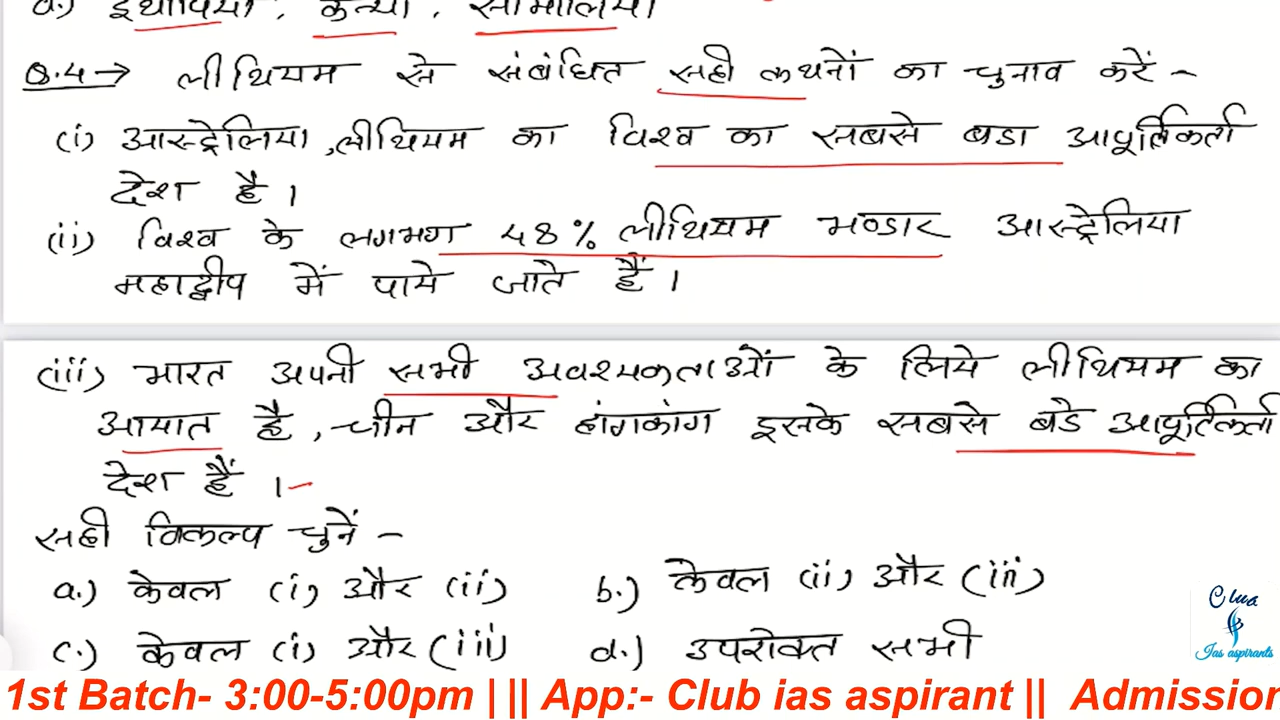 d.) इथोपिया, केन्या, सोमालिया
Q.4 → लीथियम से संबंधित सही कथनों का चुनाव करें -
(i) आस्ट्रेलिया, लीथियम का विश्व का सबसे बडा आपूर्तिकर्ता
देश है।
(ii) विश्व के लगभग 48% लीथियम भण्डार आस्ट्रेलिया
महाद्वीप में पाये जाते हैं।
(iii) भारत अपनी सभी अवश्यकताओं के लिये लीथियम का
आयात है, चीन और हांगकांग इसके सबसे बडे आपूर्तिकर्ता
देश हैं।-
सही विकल्प चुनें -
a.) केवल (i) और (ii) b.) केवल (ii) और (iii)
c.) केवल (i) और (iii) d.) उपरोक्त सभी
Club
Ias aspirants
1st Batch- 3:00-5:00pm | || App:- Club ias aspirant || Admission